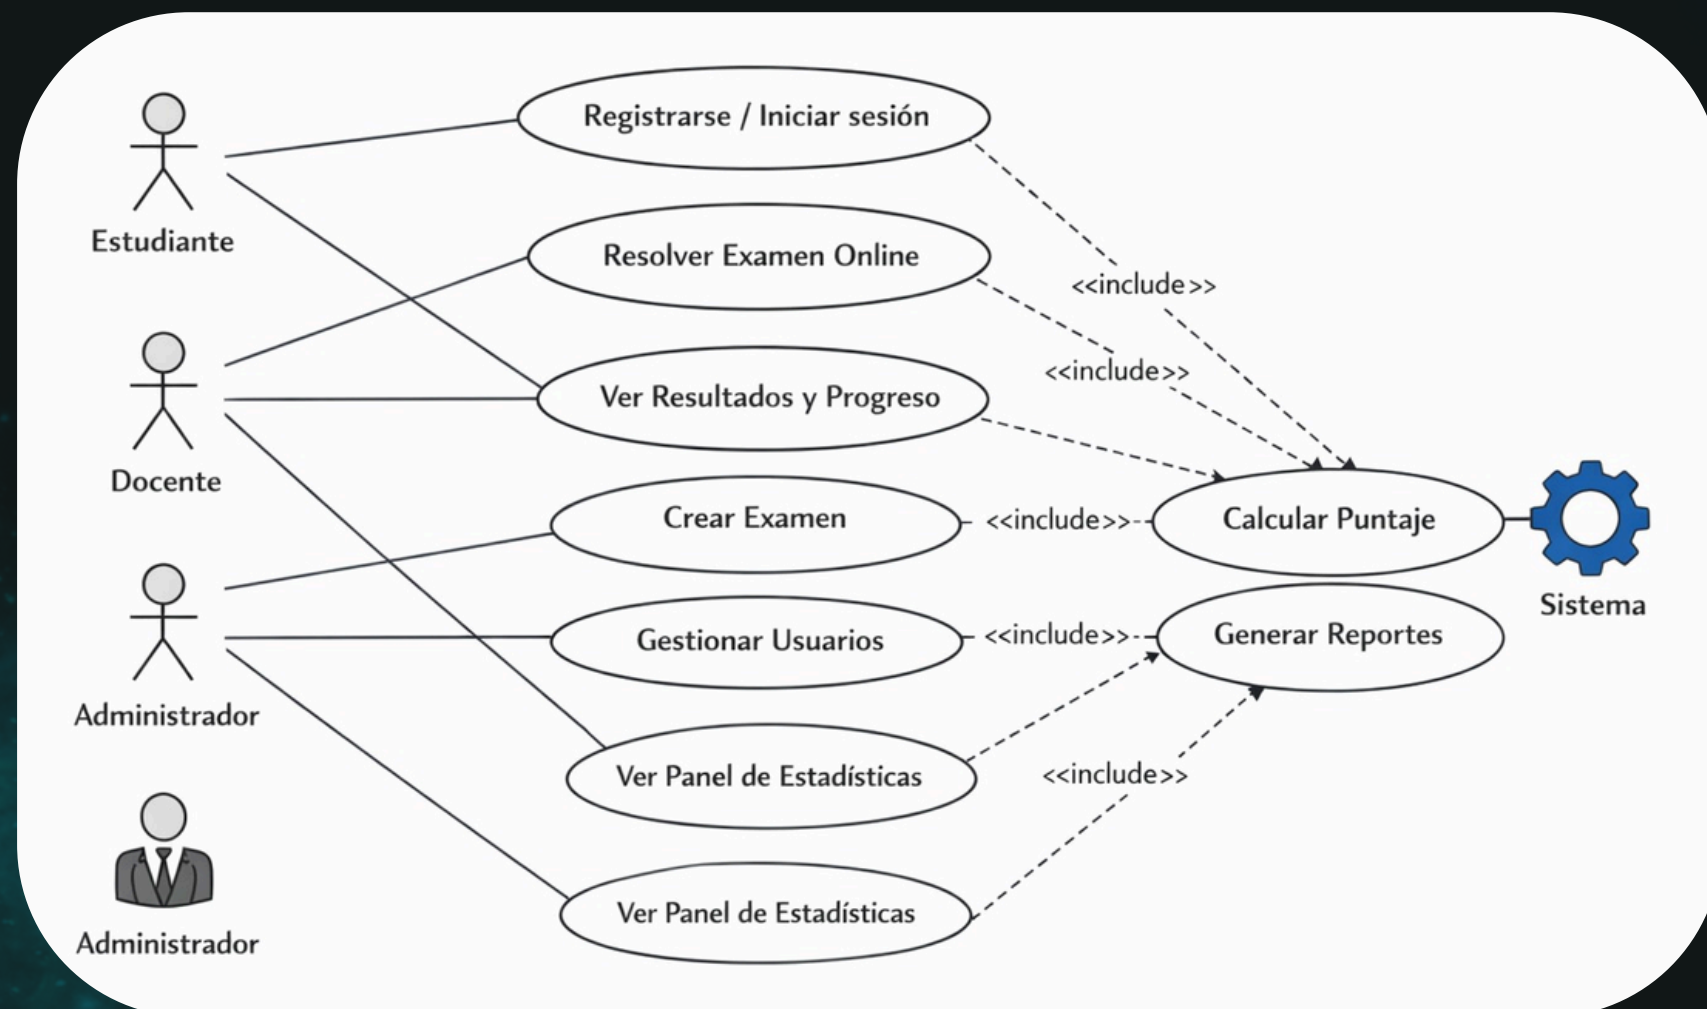 Registrarse / Iniciar sesión
Estudiante
Resolver Examen Online
<<include>>
<<include>>
Ver Resultados y Progreso
Docente
Crear Examen
<<include>>
Calcular Puntaje
Sistema
Gestionar Usuarios
<<include>>
Generar Reportes
Administrador
Ver Panel de Estadísticas
<<include>>
Ver Panel de Estadísticas
Administrador